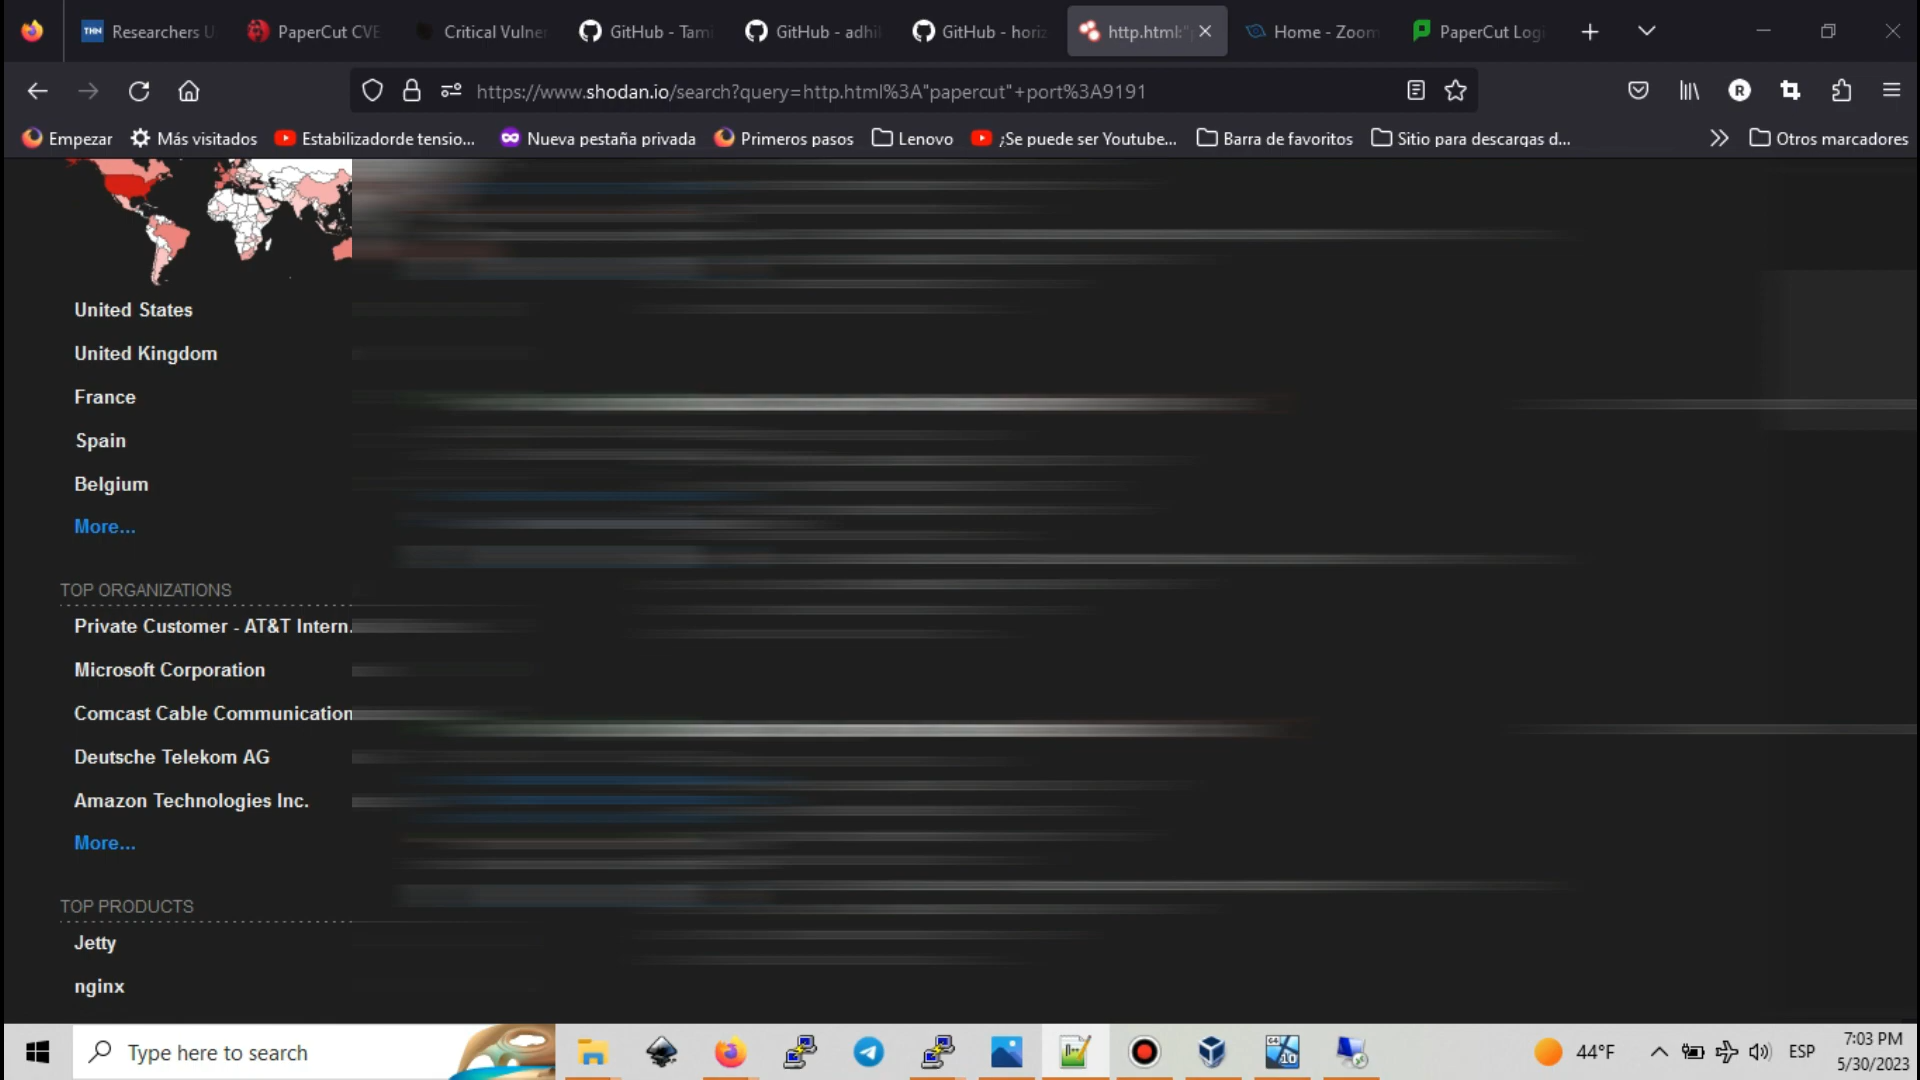 Researchers U
PaperCut CVE
Critical Vulner
GitHub - Tami
GitHub - adhi
GitHub - horiz
http.html:"
Home - Zoom
PaperCut Logi
https://www.shodan.io/search?query=http.html%3A"papercut"+port%3A9191
Empezar
Más visitados
Estabilizadorde tensio...
Nueva pestaña privada
Primeros pasos
Lenovo
¿Se puede ser Youtube...
Barra de favoritos
Sitio para descargas d...
Otros marcadores
United States
United Kingdom
France
Spain
Belgium
More...
TOP ORGANIZATIONS
Private Customer - AT&T Intern.
Microsoft Corporation
Comcast Cable Communication
Deutsche Telekom AG
Amazon Technologies Inc.
More...
TOP PRODUCTS
Jetty
nginx
Type here to search
44°F
ESP
7:03 PM
5/30/2023